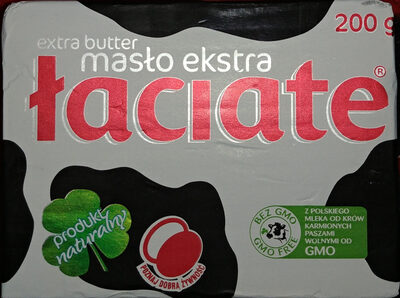 200 g
extra butter
masło ekstra
łaciate®
produkt
naturalny
POZNAJ DOBRĄ ŻYWNOŚĆ
BEZ GMO
GMO FREE
Z POLSKIEGO
MLEKA OD KRÓW
KARMIONYCH
PASZAMI
WOLNYMI OD
GMO